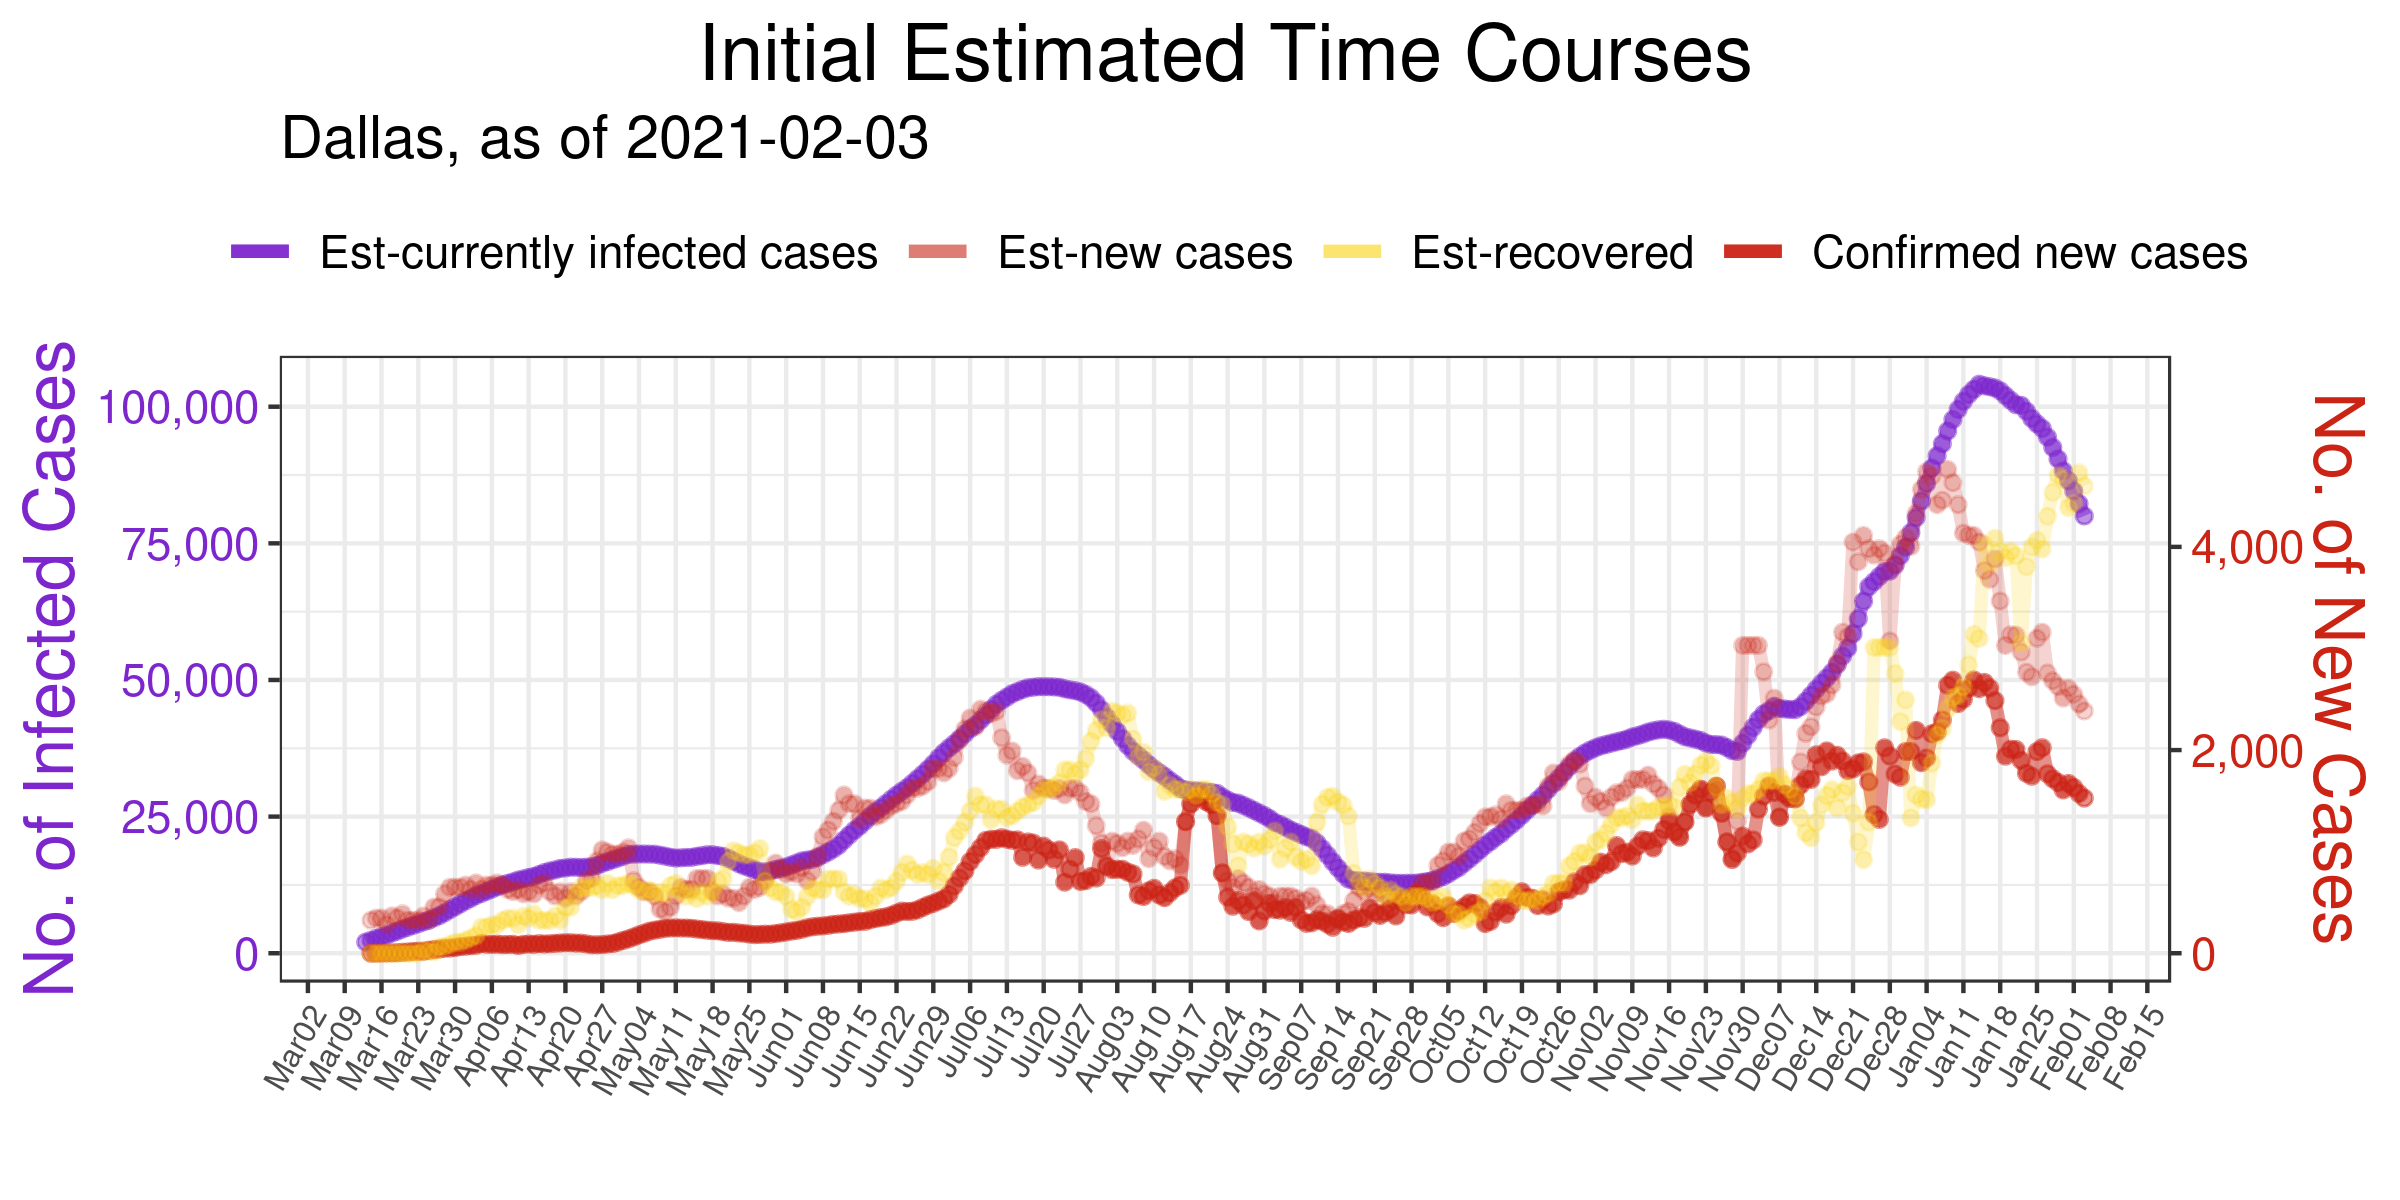 Initial Estimated Time Courses
Dallas, as of 2021-02-03
Est-currently infected cases Est-new cases Est-recovered Confirmed new cases
No. of Infected Cases
100,000
75,000
50,000
25,000
0
4,000
2,000
0
No. of New Cases
Mar02 Mar09 Mar16 Mar23 Mar30 Apr06 Apr13 Apr20 Apr27 May04 May11 May18 May25 Jun01 Jun08 Jun15 Jun22 Jun29 Jul06 Jul13 Jul20 Jul27 Aug03 Aug10 Aug17 Aug24 Aug31 Sep07 Sep14 Sep21 Sep28 Oct05 Oct12 Oct19 Oct26 Nov02 Nov09 Nov16 Nov23 Nov30 Dec07 Dec14 Dec21 Dec28 Jan04 Jan11 Jan18 Jan25 Feb01 Feb08 Feb15